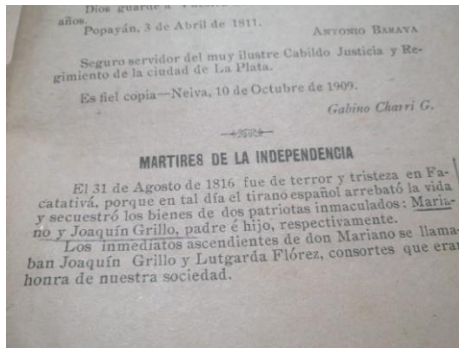 Dios guarde á
años.
Popayán, 3 de Abril de 1811.
ANTONIO BARAYA
Seguro servidor del muy ilustre Cabildo Justicia y Re-
gimiento de la ciudad de La Plata.
Es fiel copia—Neiva, 10 de Octubre de 1909.
Gabino Charri G.
MARTIRES DE LA INDEPENDENCIA
El 31 de Agosto de 1816 fue de terror y tristeza en Fa-
catativá, porque en tal día el tirano español arrebató la vida
y secuestró los bienes de dos patriotas inmaculados: Maria-
no y Joaquín Grillo, padre é hijo, respectivamente.
Los inmediatos ascendientes de don Mariano se llama-
ban Joaquín Grillo y Lutgarda Flórez, consortes que eran
honra de nuestra sociedad.